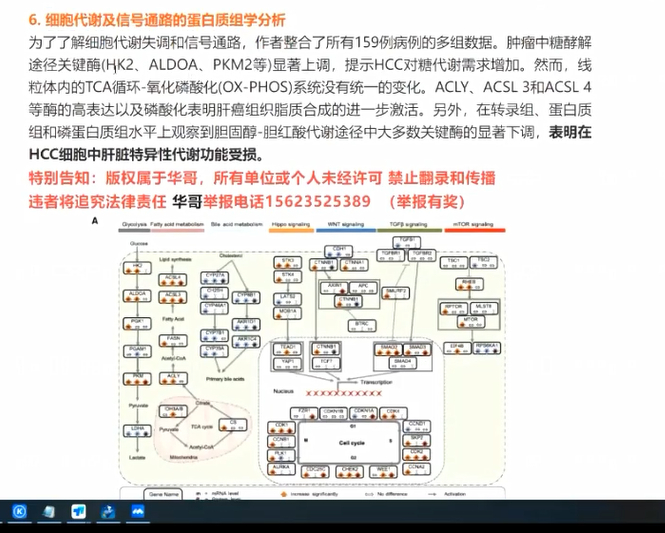 6. 细胞代谢及信号通路的蛋白质组学分析
为了了解细胞代谢失调和信号通路，作者整合了所有159例病例的多组数据。肿瘤中糖酵解
途径关键酶(HK2、ALDOA、PKM2等)显著上调，提示HCC对糖代谢需求增加。然而，线
粒体内的TCA循环-氧化磷酸化(OX-PHOS)系统没有统一的变化。ACLY、ACSL 3和ACSL 4
等酶的高表达以及磷酸化表明肝癌组织脂质合成的进一步激活。另外，在转录组、蛋白质
组和磷蛋白质组水平上观察到胆固醇-胆红酸代谢途径中大多数关键酶的显著下调，表明在
HCC细胞中肝脏特异性代谢功能受损。
特别告知：版权属于华哥，所有单位或个人未经许可 禁止翻录和传播
违者将追究法律责任 华哥举报电话15623525389 （举报有奖）
A
Glycolysis Fatty acid metabolism Bile acid metabolism Hippo signaling WNT signaling TGFβ signaling mTOR signaling
Glucose
Lipid synthesis
Cholesterol
HK2
ACSL4
CYP27A
STK3
CDH1
CTNNB1
CTNNA1
TGFB1
TGFBR1
TGFBR2
TSC1
TSC2
STK4
RHEB
ALDOA
ACSL3
LATS2
AXIN1
APC
CTNNB1
SMURF2
RPTOR
MLST8
MTOR
MOB1A
PGK1
Fatty Acid
AKR1D1
BTRC
PGAM1
FASN
CYP7B1
AKR1C4
Acetyl-CoA
TEAD1
YAP1
CTNNB1
TCF7
SMAD2
SMAD3
SMAD4
EIF4B
RPS6KA1
PKM
ACLY
Primary bile acids
Nucleus
Transcription
Pyruvate
Citrate
LDHA
Pyruvate
TCA cycle
CS
Acetyl-CoA
Lactate
Mitochondria
FZR1
CDKN1B
CDKN1A
CDK4
CDK1
G1
CCND1
CCNB1
M
Cell cycle
S
SKP2
PLK1
G2
CDK2
AURKA
CDC25C
CHEK2
WEE1
CCNA2
Gene Name
m = mRNA level
Increase significantly
No difference
Activation